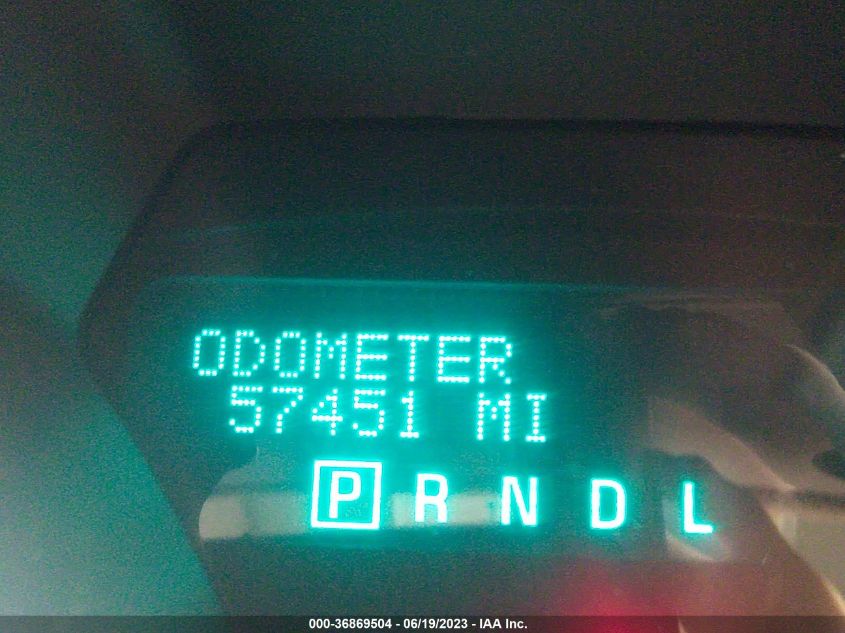 ODOMETER
57451 MI
P R N D L
000-36869504 - 06/19/2023 - IAA Inc.